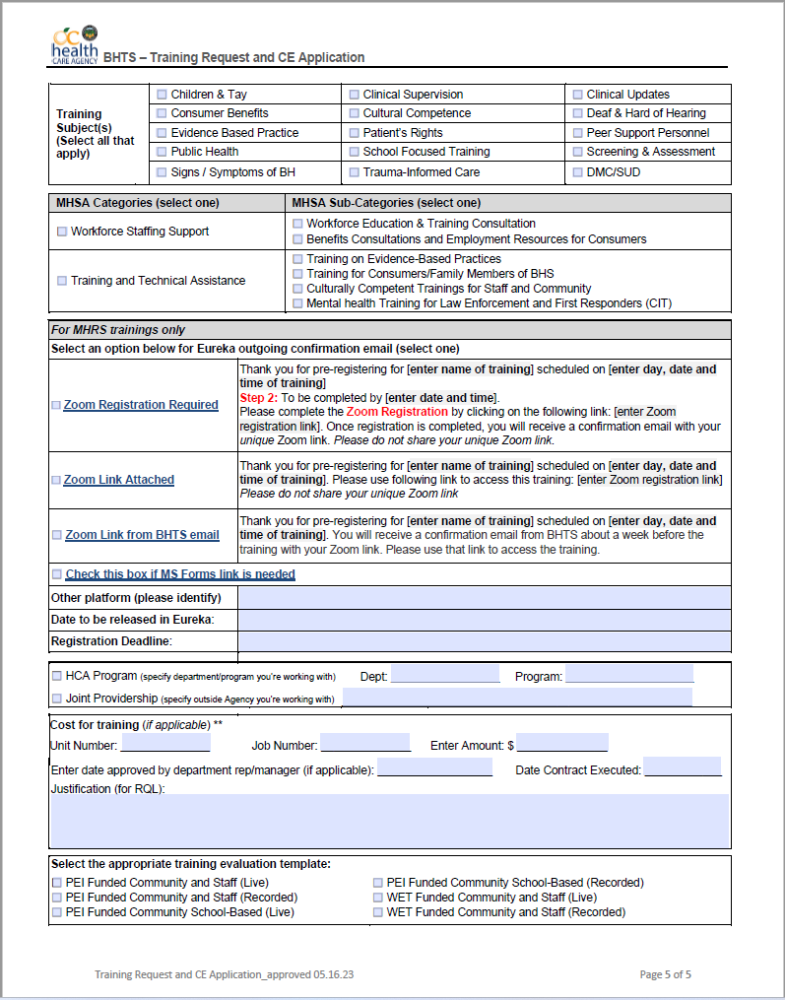 oc
health
CARE AGENCY
BHTS – Training Request and CE Application
Training
Subject(s)
(Select all that
apply)
Children & Tay
Clinical Supervision
Clinical Updates
Consumer Benefits
Cultural Competence
Deaf & Hard of Hearing
Evidence Based Practice
Patient's Rights
Peer Support Personnel
Public Health
School Focused Training
Screening & Assessment
Signs / Symptoms of BH
Trauma-Informed Care
DMC/SUD
MHSA Categories (select one)
MHSA Sub-Categories (select one)
Workforce Staffing Support
Workforce Education & Training Consultation
Benefits Consultations and Employment Resources for Consumers
Training and Technical Assistance
Training on Evidence-Based Practices
Training for Consumers/Family Members of BHS
Culturally Competent Trainings for Staff and Community
Mental health Training for Law Enforcement and First Responders (CIT)
For MHRS trainings only
Select an option below for Eureka outgoing confirmation email (select one)
Zoom Registration Required
Thank you for pre-registering for [enter name of training] scheduled on [enter day, date and
time of training]
Step 2: To be completed by [enter date and time].
Please complete the Zoom Registration by clicking on the following link: [enter Zoom
registration link]. Once registration is completed, you will receive a confirmation email with your
unique Zoom link. Please do not share your unique Zoom link.
Zoom Link Attached
Thank you for pre-registering for [enter name of training] scheduled on [enter day, date and
time of training]. Please use following link to access this training: [enter Zoom registration link]
Please do not share your unique Zoom link
Zoom Link from BHTS email
Thank you for pre-registering for [enter name of training] scheduled on [enter day, date and
time of training]. You will receive a confirmation email from BHTS about a week before the
training with your Zoom link. Please use that link to access the training.
Check this box if MS Forms link is needed
Other platform (please identify)
Date to be released in Eureka:
Registration Deadline:
HCA Program (specify department/program you're working with) Dept: Program:
Joint Providership (specify outside Agency you're working with)
Cost for training (if applicable) **
Unit Number: Job Number: Enter Amount: $
Enter date approved by department rep/manager (if applicable): Date Contract Executed:
Justification (for RQL):
Select the appropriate training evaluation template:
PEI Funded Community and Staff (Live)
PEI Funded Community School-Based (Recorded)
PEI Funded Community and Staff (Recorded)
WET Funded Community and Staff (Live)
PEI Funded Community School-Based (Live)
WET Funded Community and Staff (Recorded)
Training Request and CE Application_approved 05.16.23
Page 5 of 5